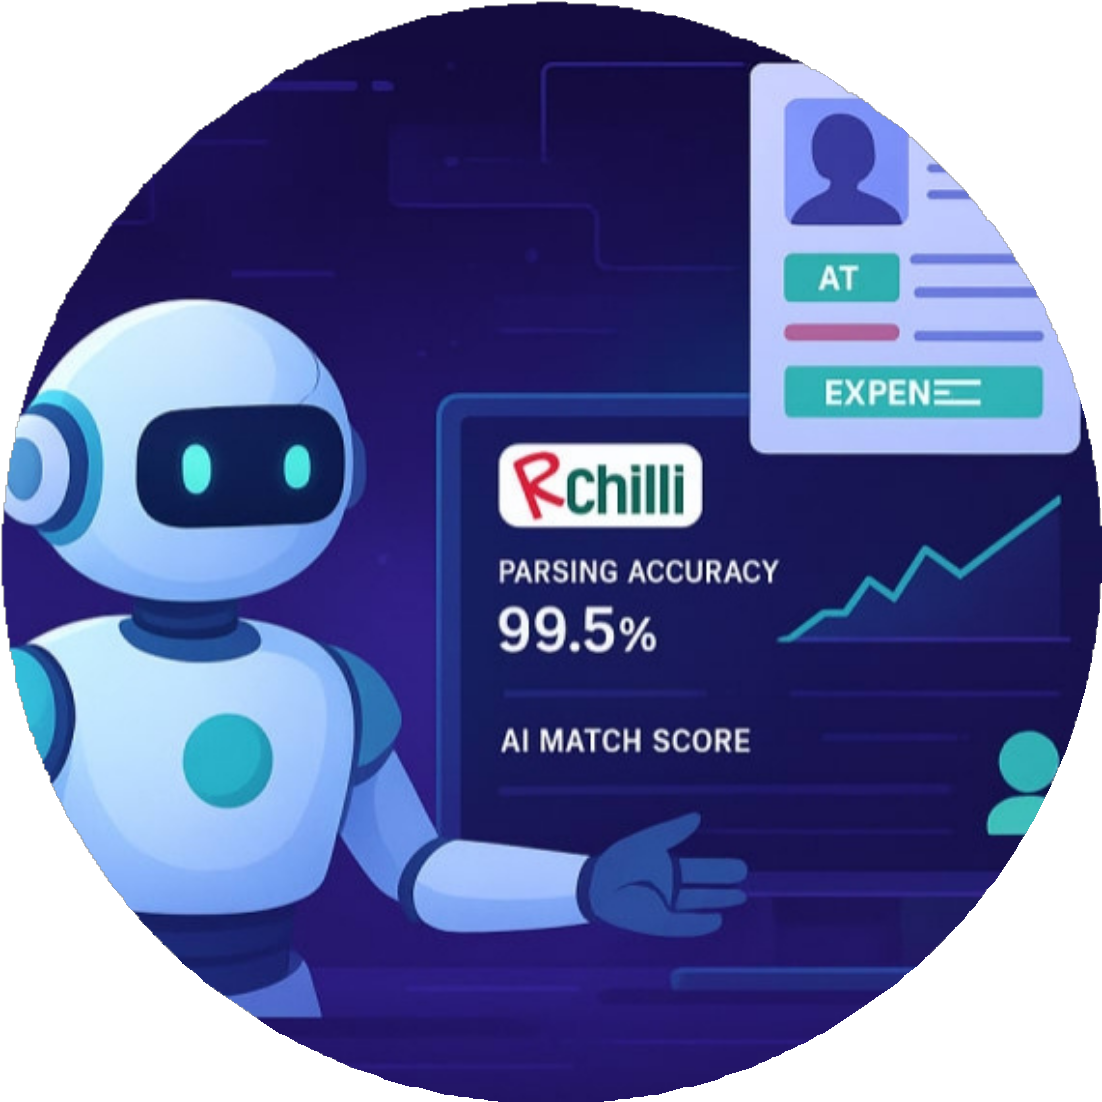 AT
EXPEN
Rchilli
PARSING ACCURACY
99.5%
AI MATCH SCORE